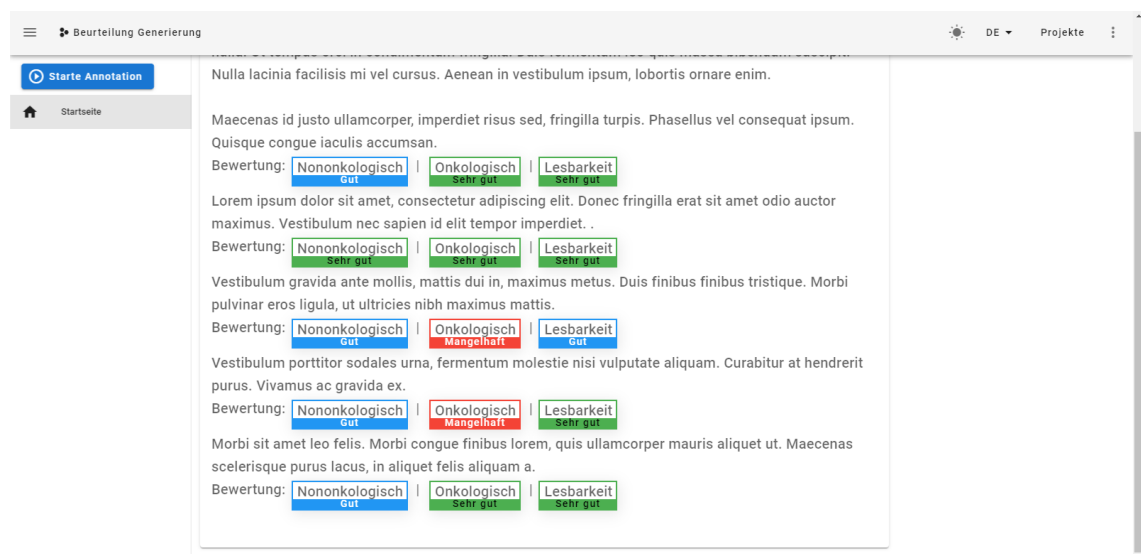 Beurteilung Generierung
DE
Projekte
Starte Annotation
Startseite
Nulla lacinia facilisis mi vel cursus. Aenean in vestibulum ipsum, lobortis ornare enim.
Maecenas id justo ullamcorper, imperdiet risus sed, fringilla turpis. Phasellus vel consequat ipsum.
Quisque congue iaculis accumsan.
Bewertung: Nononkologisch | Onkologisch | Lesbarkeit
Gut Sehr gut Sehr gut
Lorem ipsum dolor sit amet, consectetur adipiscing elit. Donec fringilla erat sit amet odio auctor
maximus. Vestibulum nec sapien id elit tempor imperdiet. .
Bewertung: Nononkologisch | Onkologisch | Lesbarkeit
Sehr gut Sehr gut Sehr gut
Vestibulum gravida ante mollis, mattis dui in, maximus metus. Duis finibus finibus tristique. Morbi
pulvinar eros ligula, ut ultricies nibh maximus mattis.
Bewertung: Nononkologisch | Onkologisch | Lesbarkeit
Gut Mangelhaft Gut
Vestibulum porttitor sodales urna, fermentum molestie nisi vulputate aliquam. Curabitur at hendrerit
purus. Vivamus ac gravida ex.
Bewertung: Nononkologisch | Onkologisch | Lesbarkeit
Gut Mangelhaft Sehr gut
Morbi sit amet leo felis. Morbi congue finibus lorem, quis ullamcorper mauris aliquet ut. Maecenas
scelerisque purus lacus, in aliquet felis aliquam a.
Bewertung: Nononkologisch | Onkologisch | Lesbarkeit
Gut Sehr gut Sehr gut